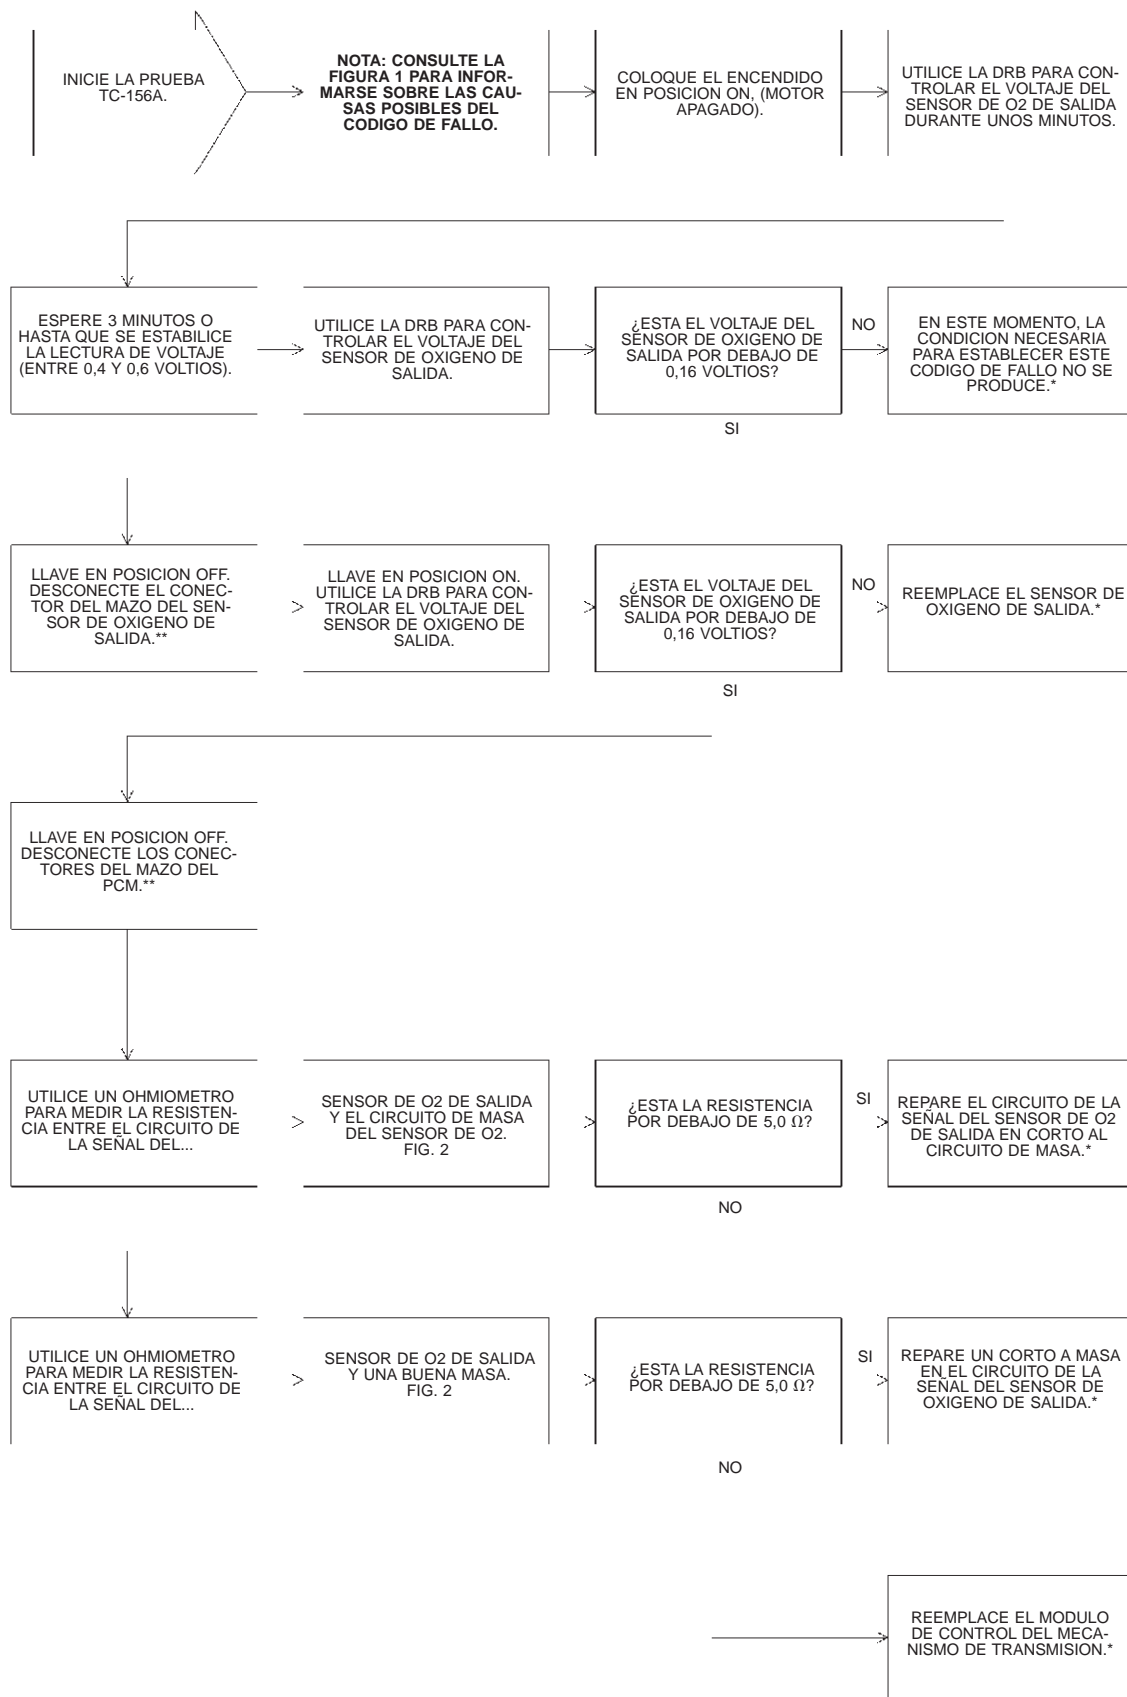 INICIE LA PRUEBA
TC-156A.
NOTA: CONSULTE LA
FIGURA 1 PARA INFOR-
MARSE SOBRE LAS CAU-
SAS POSIBLES DEL
CODIGO DE FALLO.
COLOQUE EL ENCENDIDO
EN POSICION ON, (MOTOR
APAGADO).
UTILICE LA DRB PARA CON-
TROLAR EL VOLTAJE DEL
SENSOR DE O2 DE SALIDA
DURANTE UNOS MINUTOS.
ESPERE 3 MINUTOS O
HASTA QUE SE ESTABILICE
LA LECTURA DE VOLTAJE
(ENTRE 0,4 Y 0,6 VOLTIOS).
UTILICE LA DRB PARA CON-
TROLAR EL VOLTAJE DEL
SENSOR DE OXIGENO DE
SALIDA.
¿ESTA EL VOLTAJE DEL
SENSOR DE OXIGENO DE
SALIDA POR DEBAJO DE
0,16 VOLTIOS?
NO
EN ESTE MOMENTO, LA
CONDICION NECESARIA
PARA ESTABLECER ESTE
CODIGO DE FALLO NO SE
PRODUCE.*
SI
LLAVE EN POSICION OFF.
DESCONECTE EL CONEC-
TOR DEL MAZO DEL SEN-
SOR DE OXIGENO DE
SALIDA.**
LLAVE EN POSICION ON.
UTILICE LA DRB PARA CON-
TROLAR EL VOLTAJE DEL
SENSOR DE OXIGENO DE
SALIDA.
¿ESTA EL VOLTAJE DEL
SENSOR DE OXIGENO DE
SALIDA POR DEBAJO DE
0,16 VOLTIOS?
NO
REEMPLACE EL SENSOR DE
OXIGENO DE SALIDA.*
SI
LLAVE EN POSICION OFF.
DESCONECTE LOS CONEC-
TORES DEL MAZO DEL
PCM.**
UTILICE UN OHMIOMETRO
PARA MEDIR LA RESISTEN-
CIA ENTRE EL CIRCUITO DE
LA SEÑAL DEL...
SENSOR DE O2 DE SALIDA
Y EL CIRCUITO DE MASA
DEL SENSOR DE O2.
FIG. 2
¿ESTA LA RESISTENCIA
POR DEBAJO DE 5,0 Ω?
SI
REPARE EL CIRCUITO DE LA
SEÑAL DEL SENSOR DE O2
DE SALIDA EN CORTO AL
CIRCUITO DE MASA.*
NO
UTILICE UN OHMIOMETRO
PARA MEDIR LA RESISTEN-
CIA ENTRE EL CIRCUITO DE
LA SEÑAL DEL...
SENSOR DE O2 DE SALIDA
Y UNA BUENA MASA.
FIG. 2
¿ESTA LA RESISTENCIA
POR DEBAJO DE 5,0 Ω?
SI
REPARE UN CORTO A MASA
EN EL CIRCUITO DE LA
SEÑAL DEL SENSOR DE
OXIGENO DE SALIDA.*
NO
REEMPLACE EL MODULO
DE CONTROL DEL MECA-
NISMO DE TRANSMISION.*